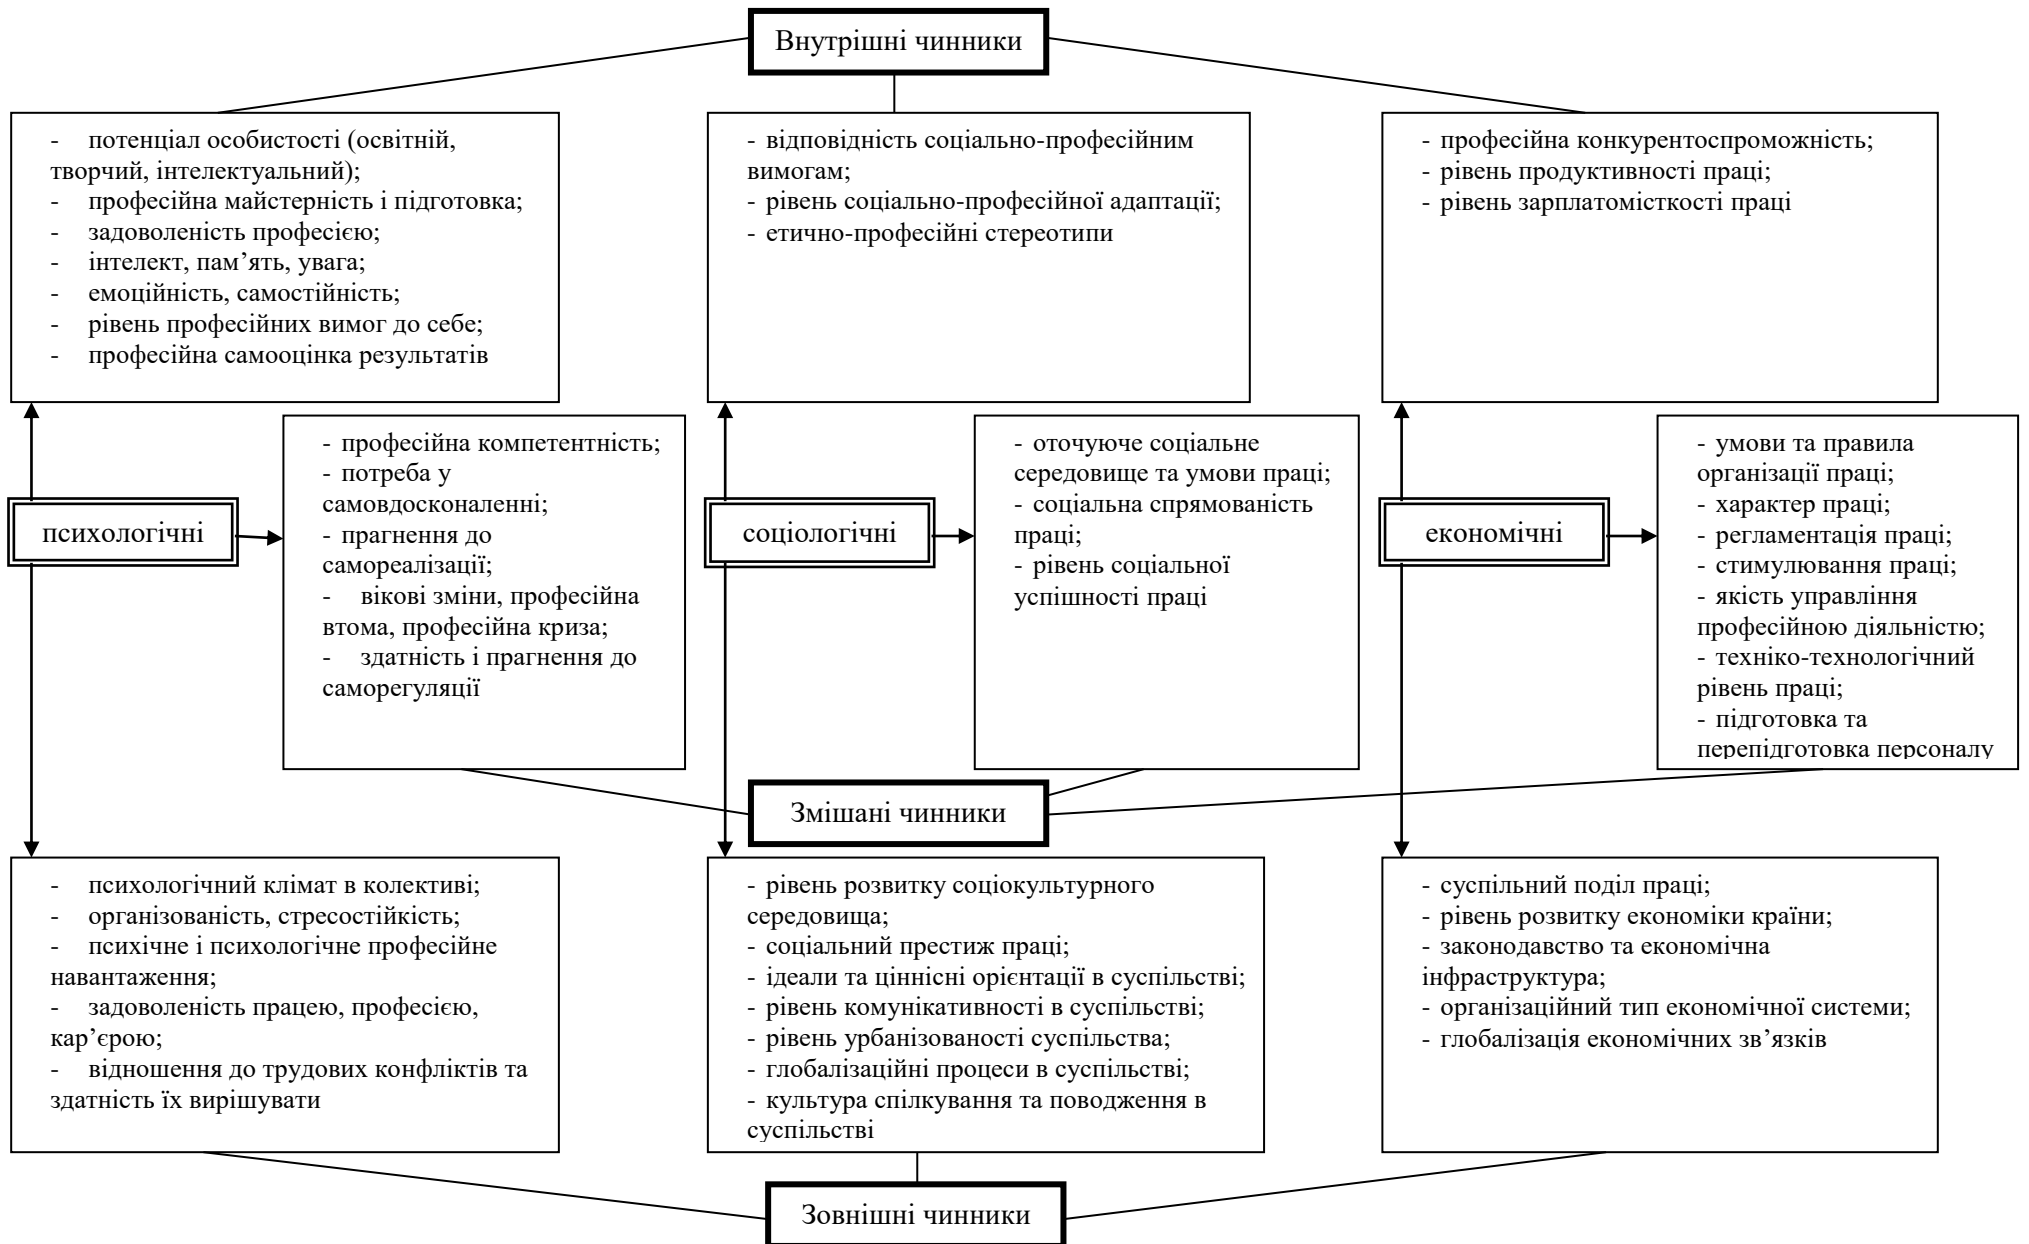 Внутрішні чинники
- потенціал особистості (освітній,
творчий, інтелектуальний);
- професійна майстерність і підготовка;
- задоволеність професією;
- інтелект, пам’ять, увага;
- емоційність, самостійність;
- рівень професійних вимог до себе;
- професійна самооцінка результатів
- відповідність соціально-професійним
вимогам;
- рівень соціально-професійної адаптації;
- етично-професійні стереотипи
- професійна конкурентоспроможність;
- рівень продуктивності праці;
- рівень зарплатомісткості праці
психологічні
- професійна компетентність;
- потреба у
самовдосконаленні;
- прагнення до
самореалізації;
- вікові зміни, професійна
втома, професійна криза;
- здатність і прагнення до
саморегуляції
соціологічні
- оточуюче соціальне
середовище та умови праці;
- соціальна спрямованість
праці;
- рівень соціальної
успішності праці
економічні
- умови та правила
організації праці;
- характер праці;
- регламентація праці;
- стимулювання праці;
- якість управління
професійною діяльністю;
- техніко-технологічний
рівень праці;
- підготовка та
перепідготовка персоналу
Змішані чинники
- психологічний клімат в колективі;
- організованість, стресостійкість;
- психічне і психологічне професійне
навантаження;
- задоволеність працею, професією,
кар’єрою;
- відношення до трудових конфліктів та
здатність їх вирішувати
- рівень розвитку соціокультурного
середовища;
- соціальний престиж праці;
- ідеали та ціннісні орієнтації в суспільстві;
- рівень комунікативності в суспільстві;
- рівень урбанізованості суспільства;
- глобалізаційні процеси в суспільстві;
- культура спілкування та поводження в
суспільстві
- суспільний поділ праці;
- рівень розвитку економіки країни;
- законодавство та економічна
інфраструктура;
- організаційний тип економічної системи;
- глобалізація економічних зв’язків
Зовнішні чинники